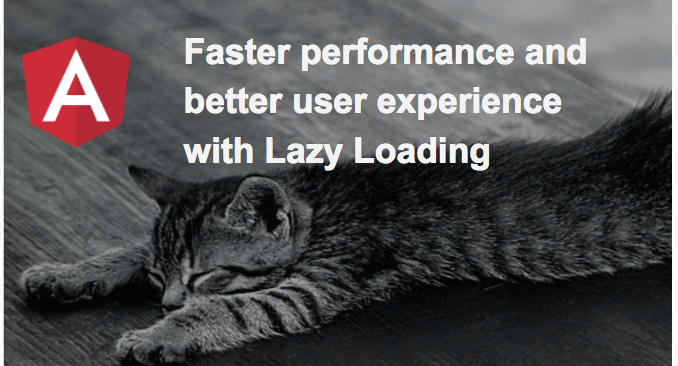 A
Faster performance and
better user experience
with Lazy Loading